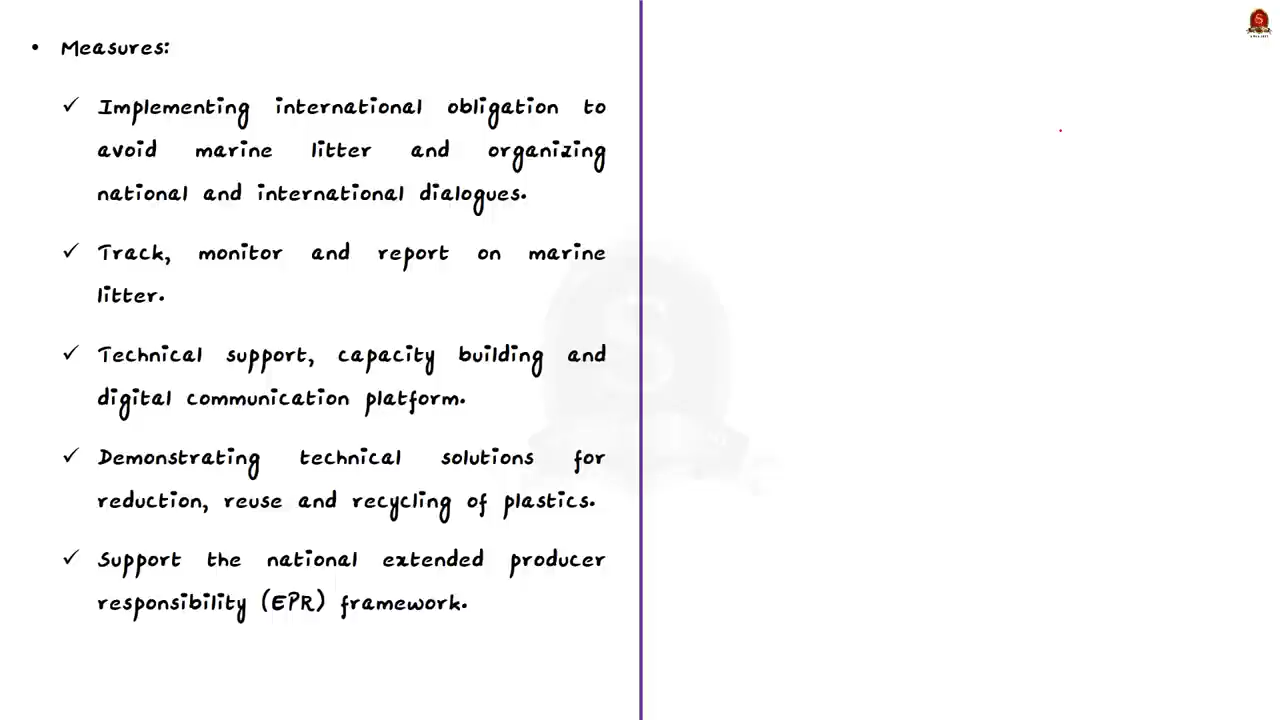 • Measures:
✓ Implementing international obligation to
avoid marine litter and organizing
national and international dialogues.
✓ Track, monitor and report on marine
litter.
✓ Technical support, capacity building and
digital communication platform.
✓ Demonstrating technical solutions for
reduction, reuse and recycling of plastics.
✓ Support the national extended producer
responsibility (EPR) framework.